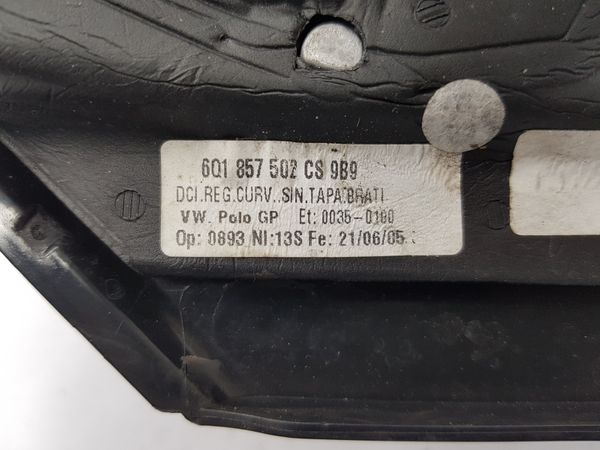 6Q1 857 502 CS 9B9
DCI.REG.CURV..SIN.TAPA.BRATI
VW. Polo GP Et: 0035-0180
Op: 0893 NI:13S Fe: 21/06/05